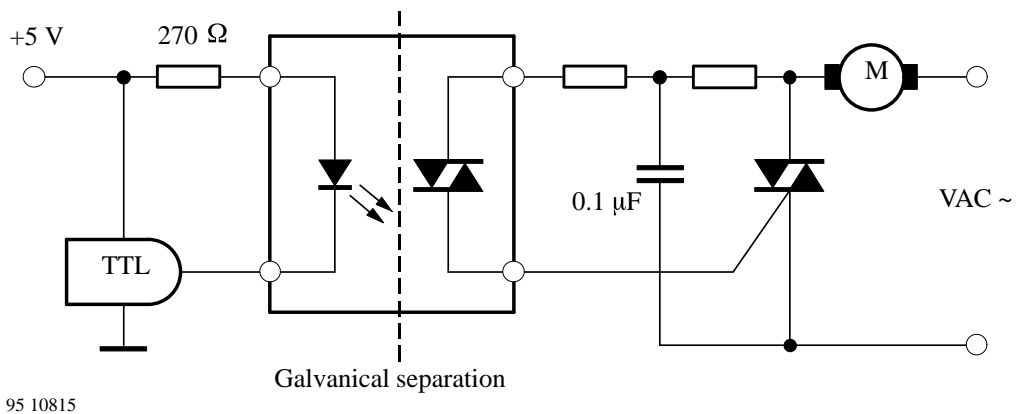 +5 V
270 Ω
M
TTL
0.1 μF
VAC ~
Galvanical separation
95 10815